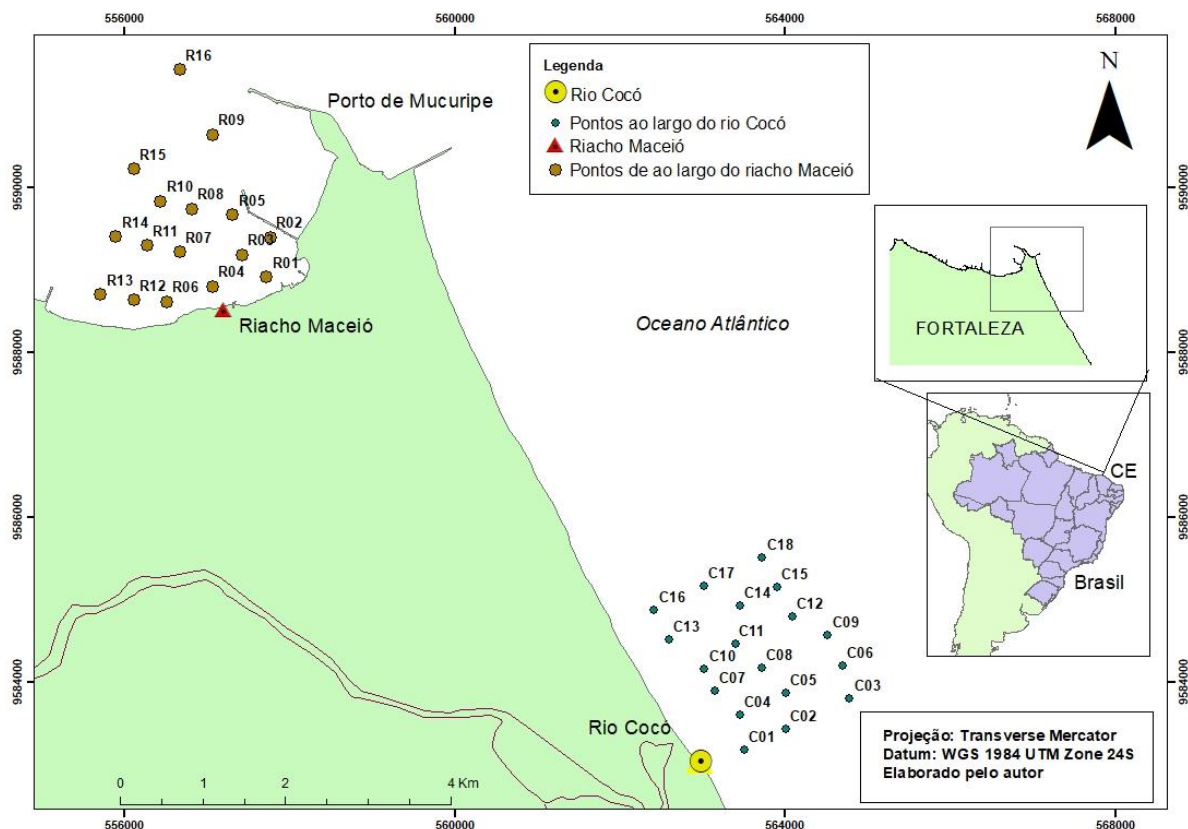 556000
560000
564000
568000
R16
R09
R15
R10
R08
R05
R14
R11
R07
R02
R03
R13
R12
R06
R04
R01
Porto de Mucuripe
Riacho Maceió
Legenda
Rio Cocó
Pontos ao largo do rio Cocó
Riacho Maceió
Pontos de ao largo do riacho Maceió
N
9590000
9588000
9586000
9584000
9590000
9588000
9586000
9584000
Oceano Atlântico
FORTALEZA
CE
Brasil
C18
C17
C15
C16
C14
C12
C13
C11
C09
C10
C08
C06
C07
C05
C03
C04
C02
C01
Rio Cocó
0 1 2 4 Km
Projeção: Transverse Mercator
Datum: WGS 1984 UTM Zone 24S
Elaborado pelo autor
556000
560000
564000
568000